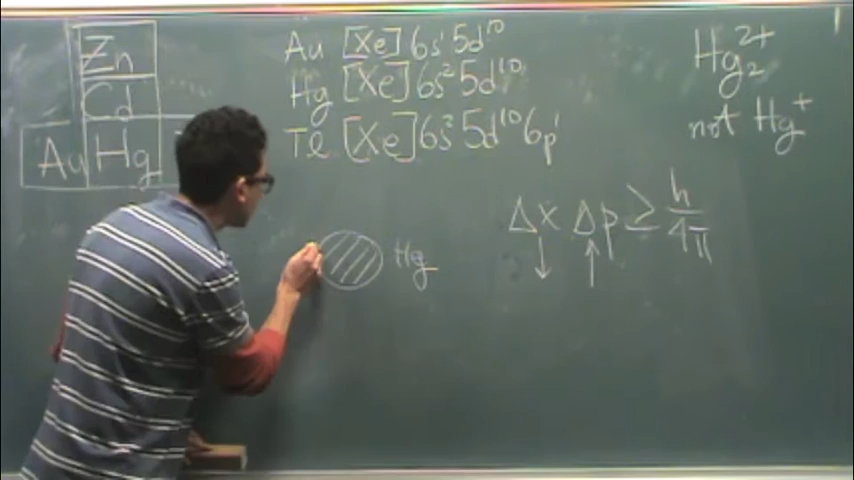 Zn
Cd
Au Hg
Au [Xe] 6s¹ 5d¹⁰
Hg [Xe] 6s² 5d¹⁰
Tl [Xe] 6s² 5d¹⁰ 6p¹
Hg₂²⁺
not Hg⁺
Δx Δp ≥ h/4π
↓ ↑
Hg